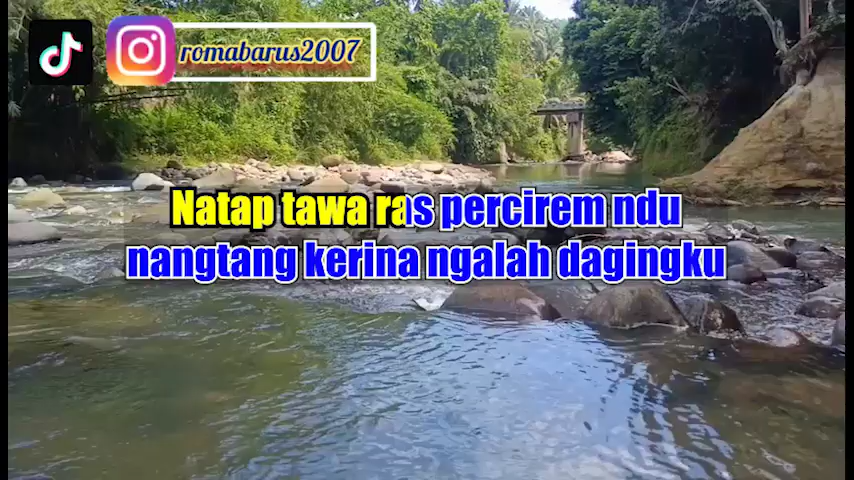 romabarus2007
Natap tawa ras percirem ndu
nangtang kerina ngalah dagingku